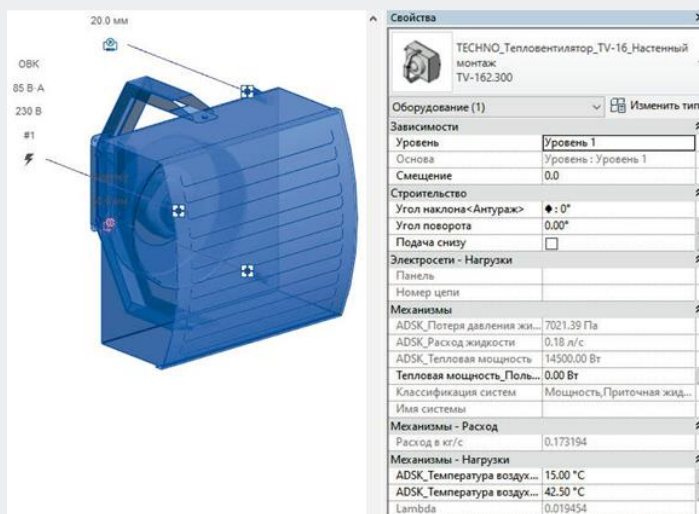 20.0 мм
ОВК
85 В·А
230 В
#1
Свойства
TECHNO_Тепловентилятор_TV-16_Настенный
монтаж
TV-162.300
Оборудование (1)
Изменить тип
Зависимости
Уровень Уровень 1
Основа Уровень : Уровень 1
Смещение 0.0
Строительство
Угол наклона<Антураж> : 0°
Угол поворота 0.00°
Подача снизу
Электросети - Нагрузки
Панель
Номер цепи
Механизмы
ADSK_Потеря давления жи... 7021.39 Па
ADSK_Расход жидкости 0.18 л/с
ADSK_Тепловая мощность 14500.00 Вт
Тепловая мощность_Поль... 0.00 Вт
Классификация систем Мощность,Приточная жид...
Имя системы
Механизмы - Расход
Расход в кг/с 0.173194
Механизмы - Нагрузки
ADSK_Температура воздух... 15.00 °C
ADSK_Температура воздух... 42.50 °C
Lambda 0.019454